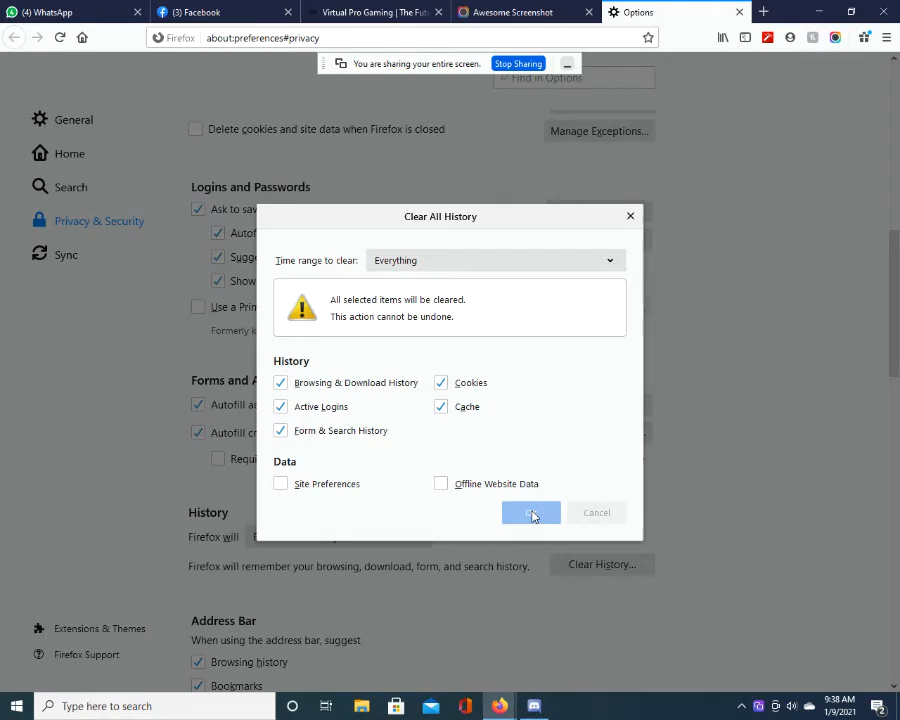 (4) WhatsApp
(3) Facebook
Virtual Pro Gaming | The Futu
Awesome Screenshot
Options
Firefox
about:preferences#privacy
You are sharing your entire screen.
Stop Sharing
Find in Options
General
Home
Search
Privacy & Security
Sync
Delete cookies and site data when Firefox is closed
Manage Exceptions...
Logins and Passwords
Ask to sav
Autof
Sugge
Show
Use a Prin
Formerly k
Forms and A
Autofill ad
Autofill cr
Requi
History
Firefox will
Firefox will remember your browsing, download, form, and search history.
Clear History...
Address Bar
When using the address bar, suggest
Browsing history
Bookmarks
Extensions & Themes
Firefox Support
Clear All History
Time range to clear:
Everything
All selected items will be cleared.
This action cannot be undone.
History
Browsing & Download History
Cookies
Active Logins
Cache
Form & Search History
Data
Site Preferences
Offline Website Data
Cancel
Type here to search
9:38 AM
1/9/2021
2